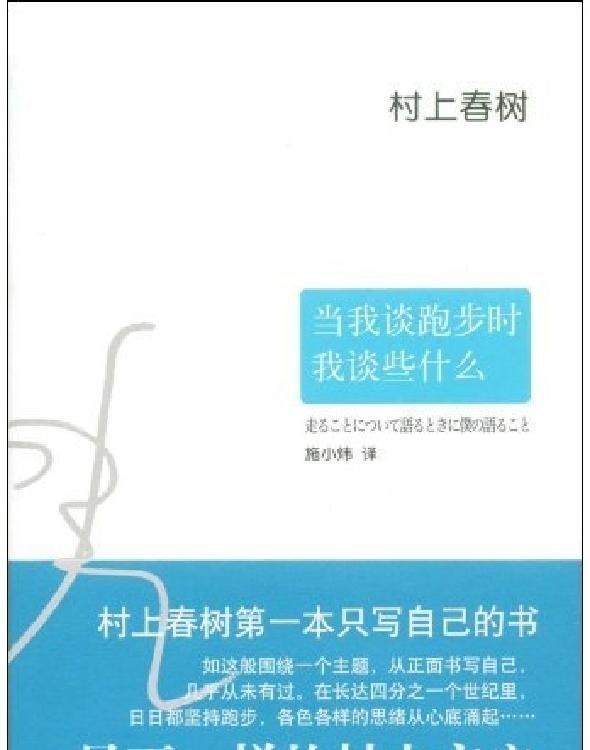 村上春树
当我谈跑步时
我谈些什么
走ることについて語るときに僕の語ること
施小炜 译
村上春树第一本只写自己的书
如这般围绕一个主题，从正面书写自己，
几乎从未有过。在长达四分之一个世纪里，
日日都坚持跑步，各色各样的思绪从心底涌起……